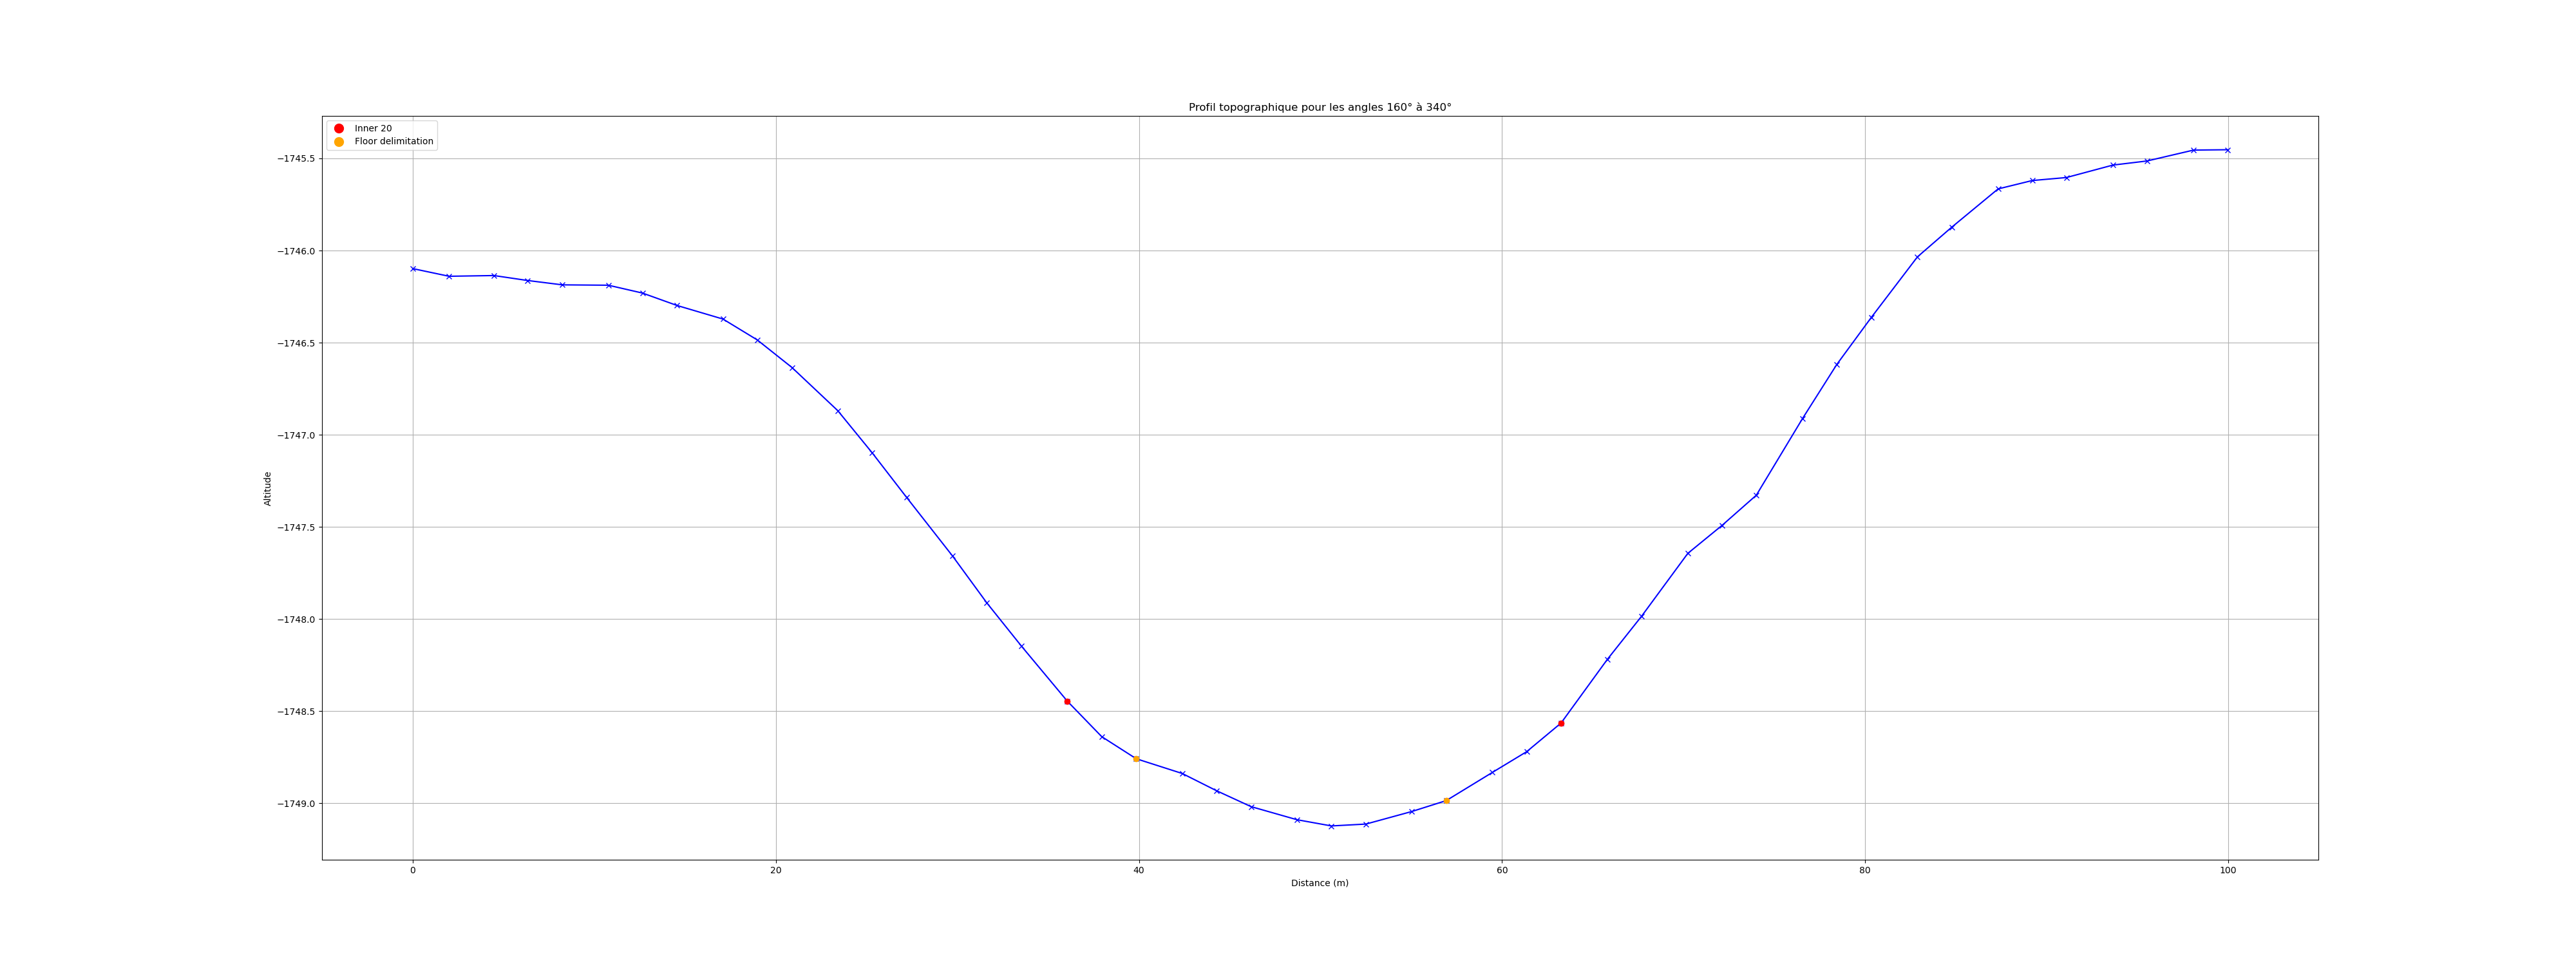 Profil topographique pour les angles 160° à 340°
Inner 20
Floor delimitation
−1745.5
−1746.0
−1746.5
−1747.0
−1747.5
−1748.0
−1748.5
−1749.0
Altitude
0 20 40 60 80 100
Distance (m)